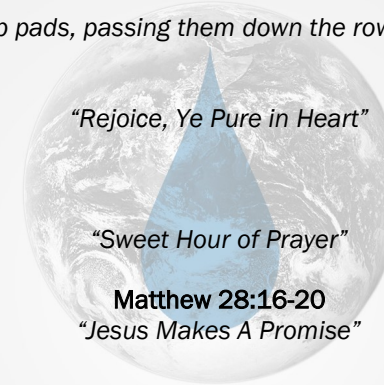 pads, passing them down the row
“Rejoice, Ye Pure in Heart”
“Sweet Hour of Prayer”
Matthew 28:16-20
“Jesus Makes A Promise”